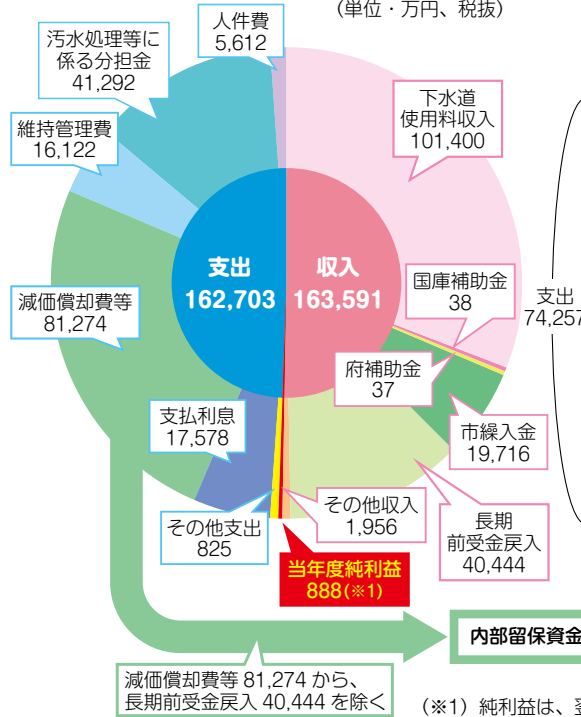 (単位・万円、税抜)
人件費
5,612
汚水処理等に
係る分担金
41,292
維持管理費
16,122
減価償却費等
81,274
支払利息
17,578
その他支出
825
支出
162,703
収入
163,591
下水道
使用料収入
101,400
国庫補助金
38
府補助金
37
市繰入金
19,716
長期
前受金戻入
40,444
その他収入
1,956
当年度純利益
888(※1)
支出
74,257
内部留保資金
減価償却費等 81,274 から、
長期前受金戻入 40,444 を除く
(※1) 純利益は、翌